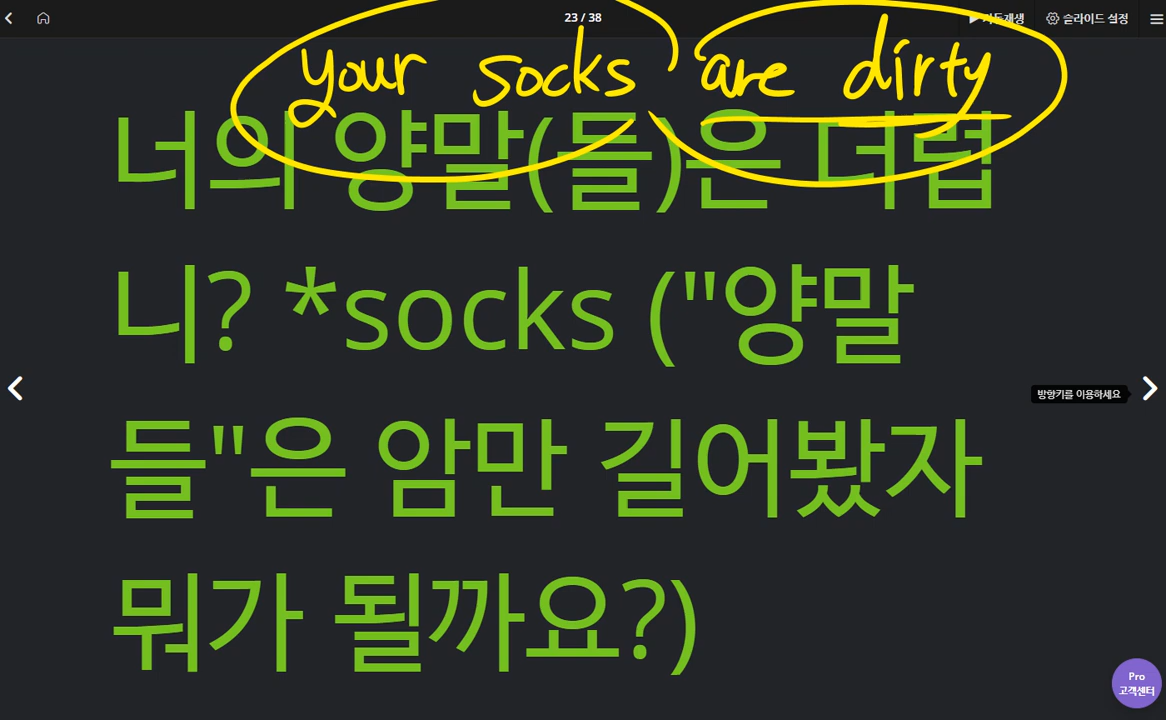 23 / 38
자동재생
슬라이드 설정
your socks are dirty
너의 양말(들)은 더럽
니? *socks ("양말
들"은 암만 길어봤자
뭐가 될까요?)
방향키를 이용하세요
Pro
고객센터